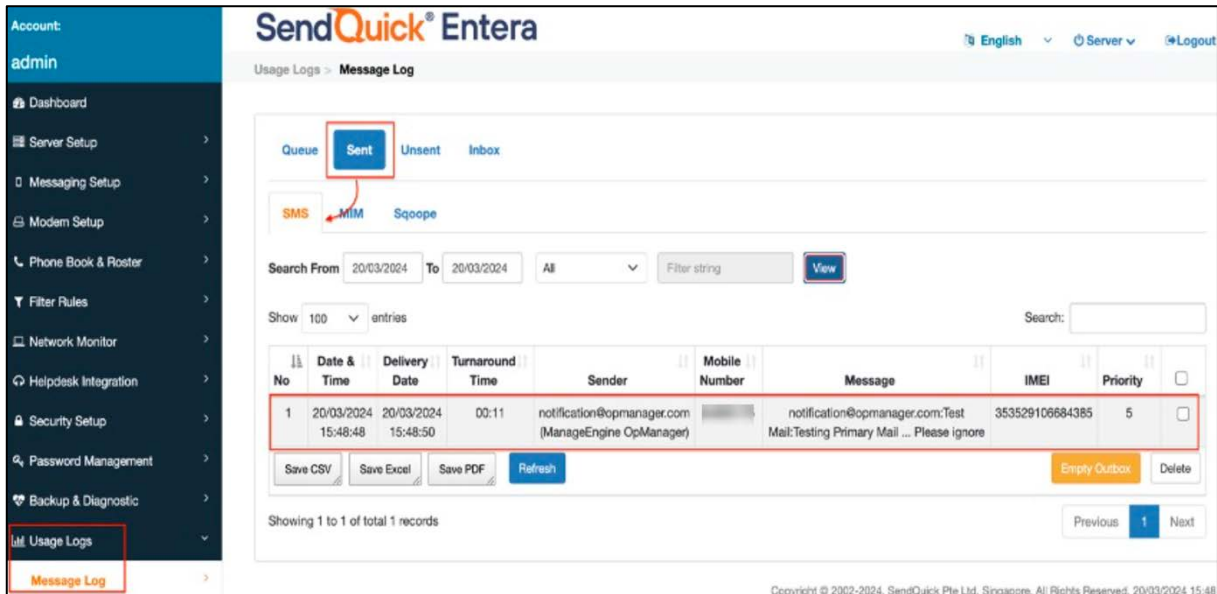 Account:
admin
Dashboard
Server Setup
Messaging Setup
Modem Setup
Phone Book & Roster
Filter Rules
Network Monitor
Helpdesk Integration
Security Setup
Password Management
Backup & Diagnostic
Usage Logs
Message Log
SendQuick® Entera
English
Server
Logout
Usage Logs > Message Log
Queue Sent Unsent Inbox
SMS MIM Sqoope
Search From 20/03/2024 To 20/03/2024 All Filter string View
Show 100 entries Search:
No Date & Time Delivery Date Turnaround Time Sender Mobile Number Message IMEI Priority
1 20/03/2024 20/03/2024 00:11 notification@opmanager.com notification@opmanager.com:Test 353529106684385 5
15:48:48 15:48:50 (ManageEngine OpManager) Mail:Testing Primary Mail ... Please ignore
Save CSV Save Excel Save PDF Refresh Empty Outbox Delete
Showing 1 to 1 of total 1 records Previous 1 Next
Copyright © 2002-2024, SendQuick Pte Ltd, Singapore. All Rights Reserved. 20/03/2024 15:48